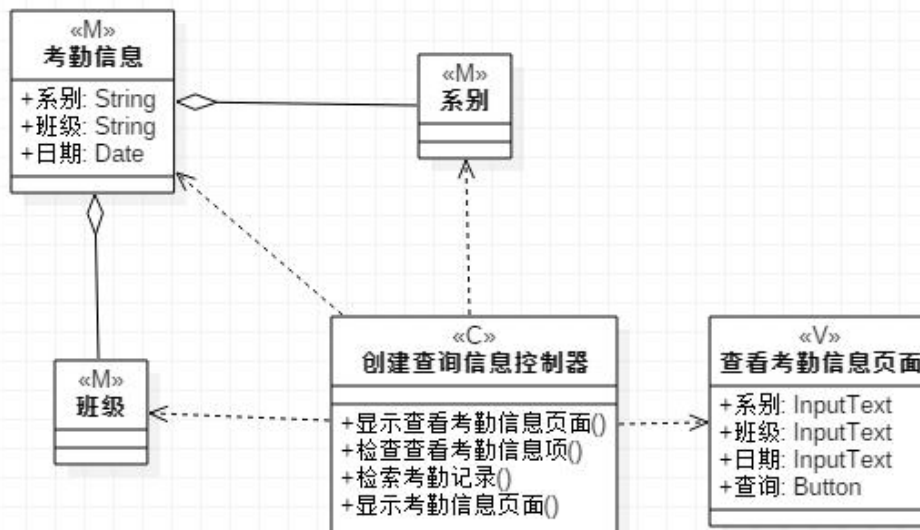 «M»
考勤信息
+系别: String
+班级: String
+日期: Date
«M»
系别
«M»
班级
«C»
创建查询信息控制器
+显示查看考勤信息页面()
+检查查看考勤信息项()
+检索考勤记录()
+显示考勤信息页面()
«V»
查看考勤信息页面
+系别: InputText
+班级: InputText
+日期: InputText
+查询: Button